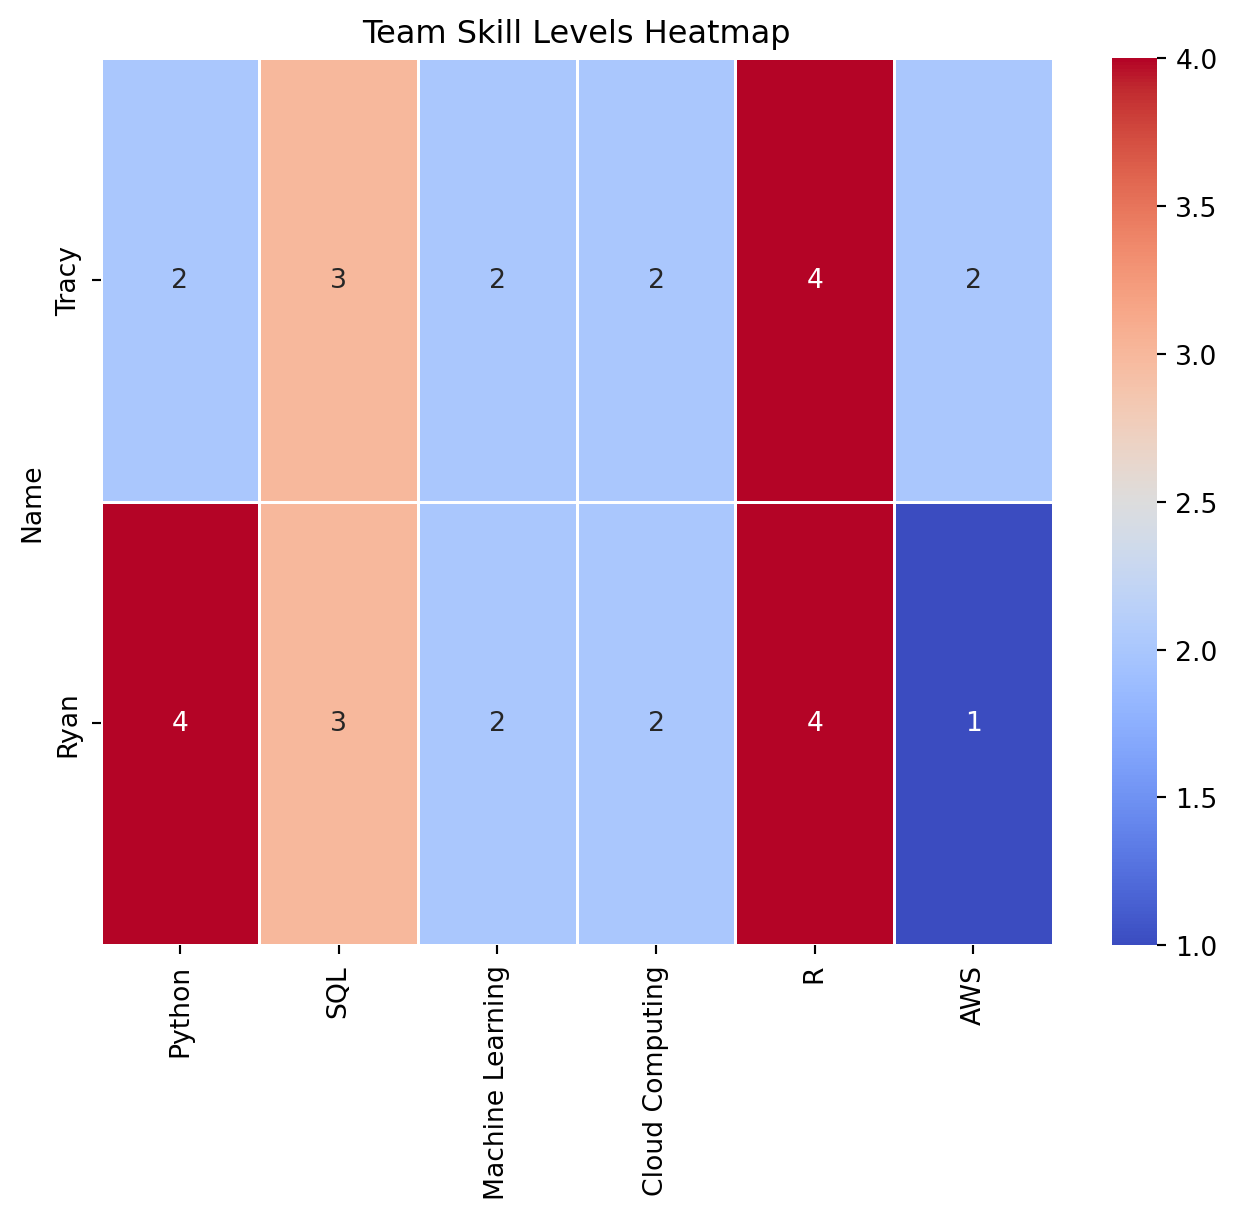 Team Skill Levels Heatmap
Name
Tracy
2 3 2 2 4 2
Ryan
4 3 2 2 4 1
Python
SQL
Machine Learning
Cloud Computing
R
AWS
4.0
3.5
3.0
2.5
2.0
1.5
1.0